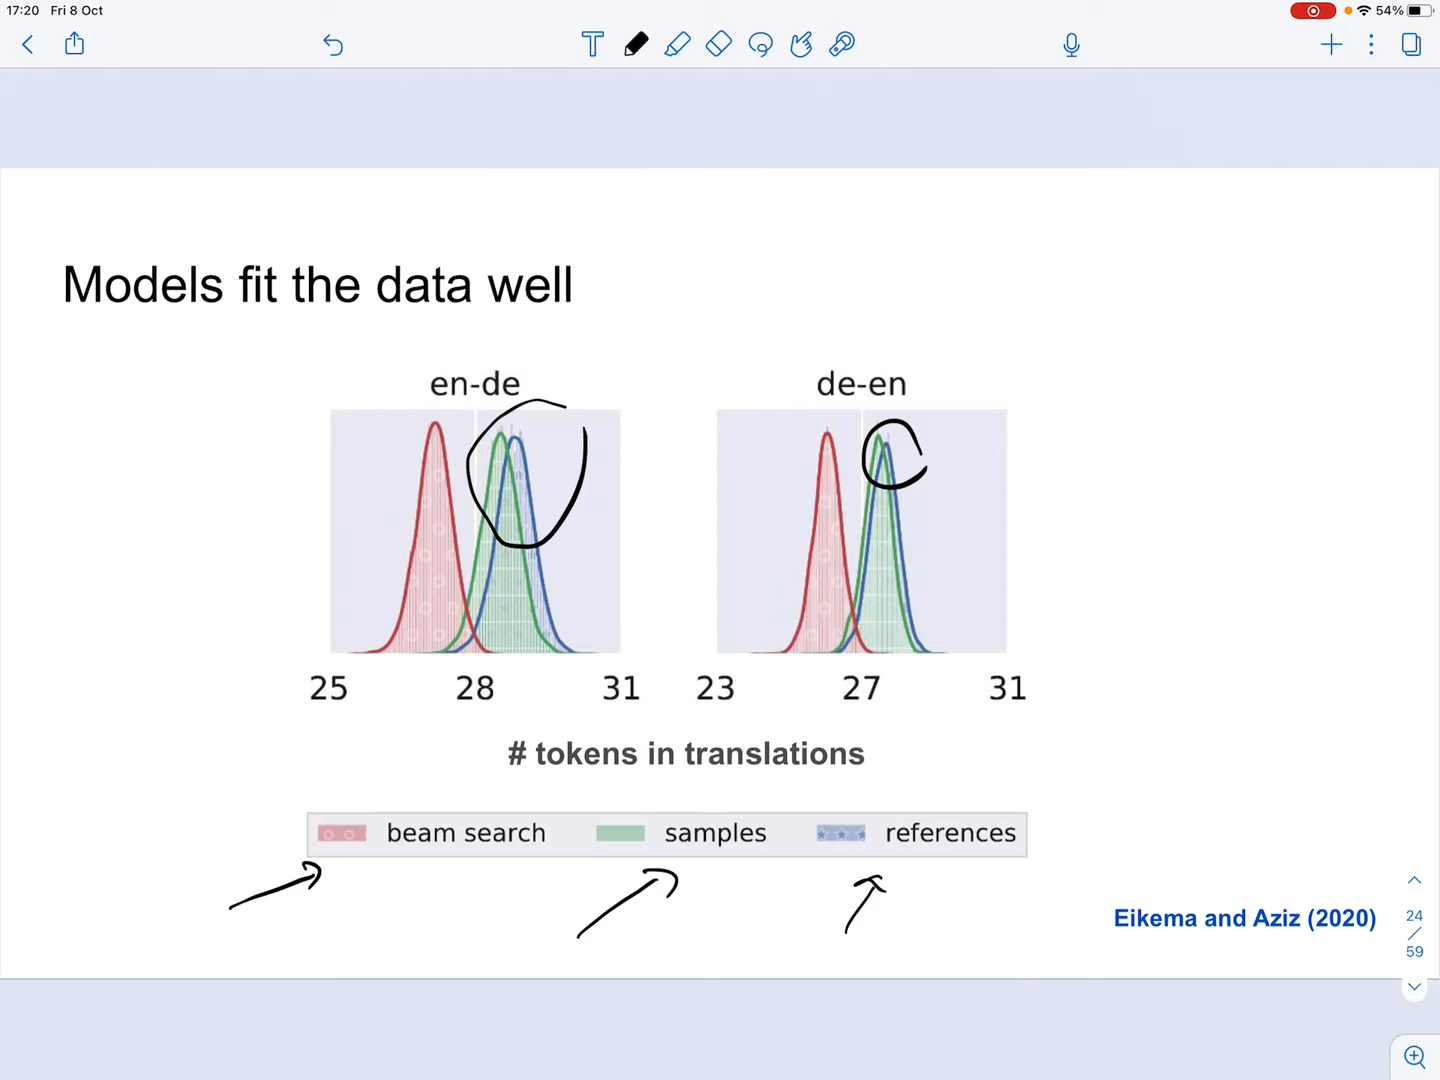 17:20 Fri 8 Oct 54%
T
Models fit the data well
en-de de-en
25 28 31 23 27 31
# tokens in translations
beam search samples references
Eikema and Aziz (2020)
24
/
59